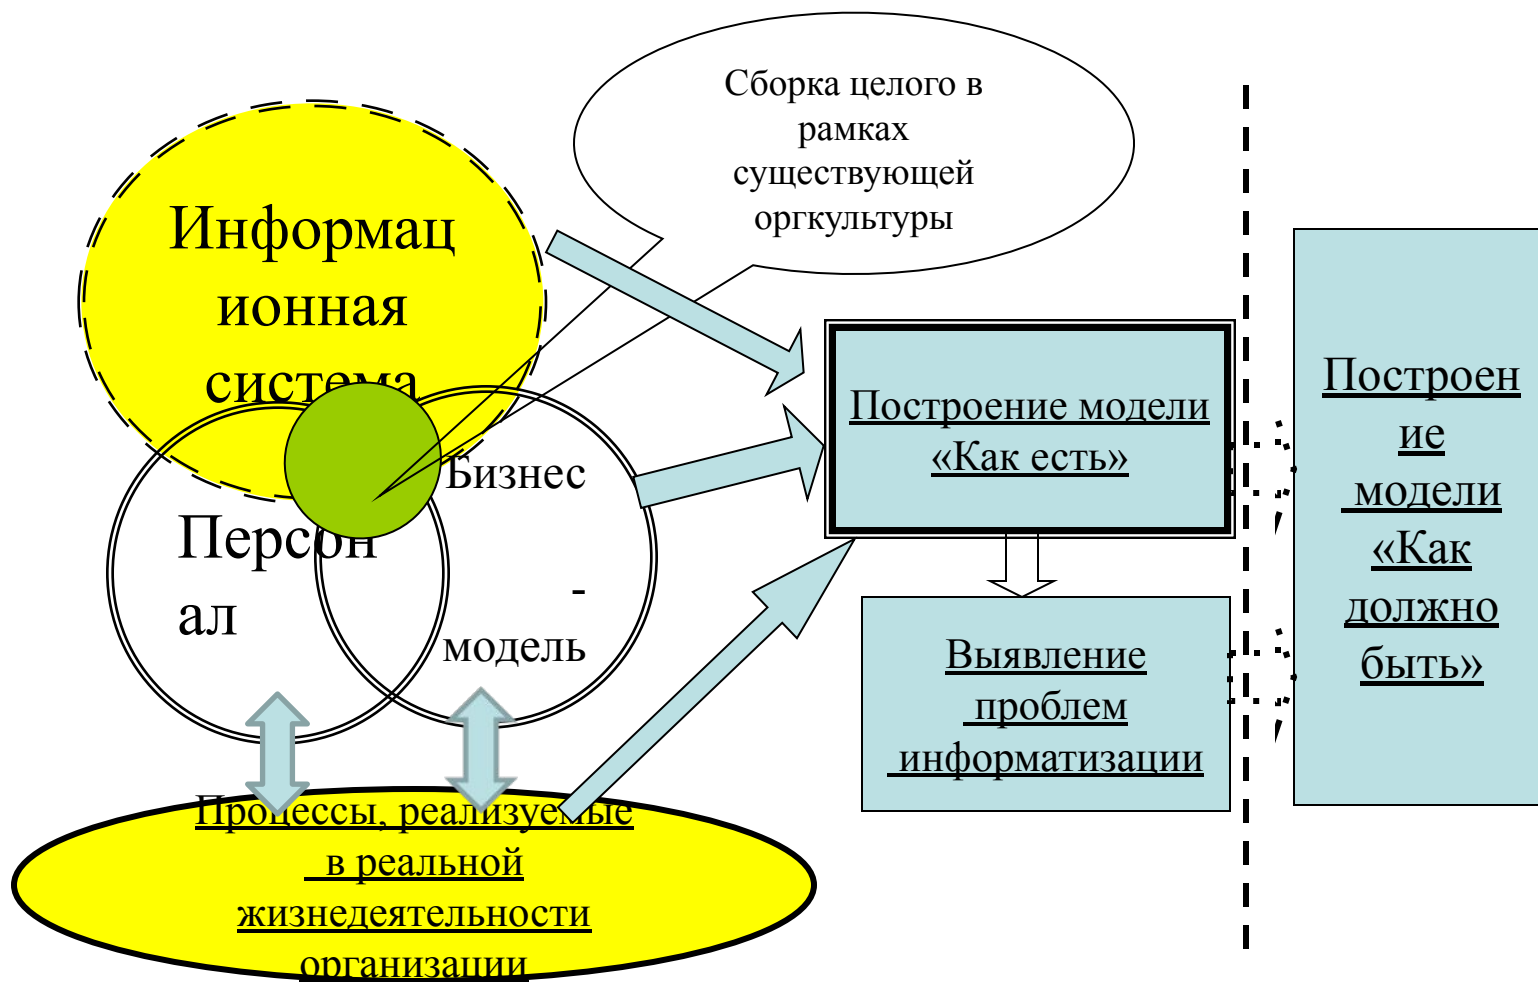 Сборка целого в
рамках
существующей
оргкультуры
Информац
ионная
система
Персон
ал
Бизнес
-
модель
Процессы, реализуемые
в реальной
жизнедеятельности
организации
Построение модели
«Как есть»
Выявление
проблем
информатизации
Построен
ие
модели
«Как
должно
быть»